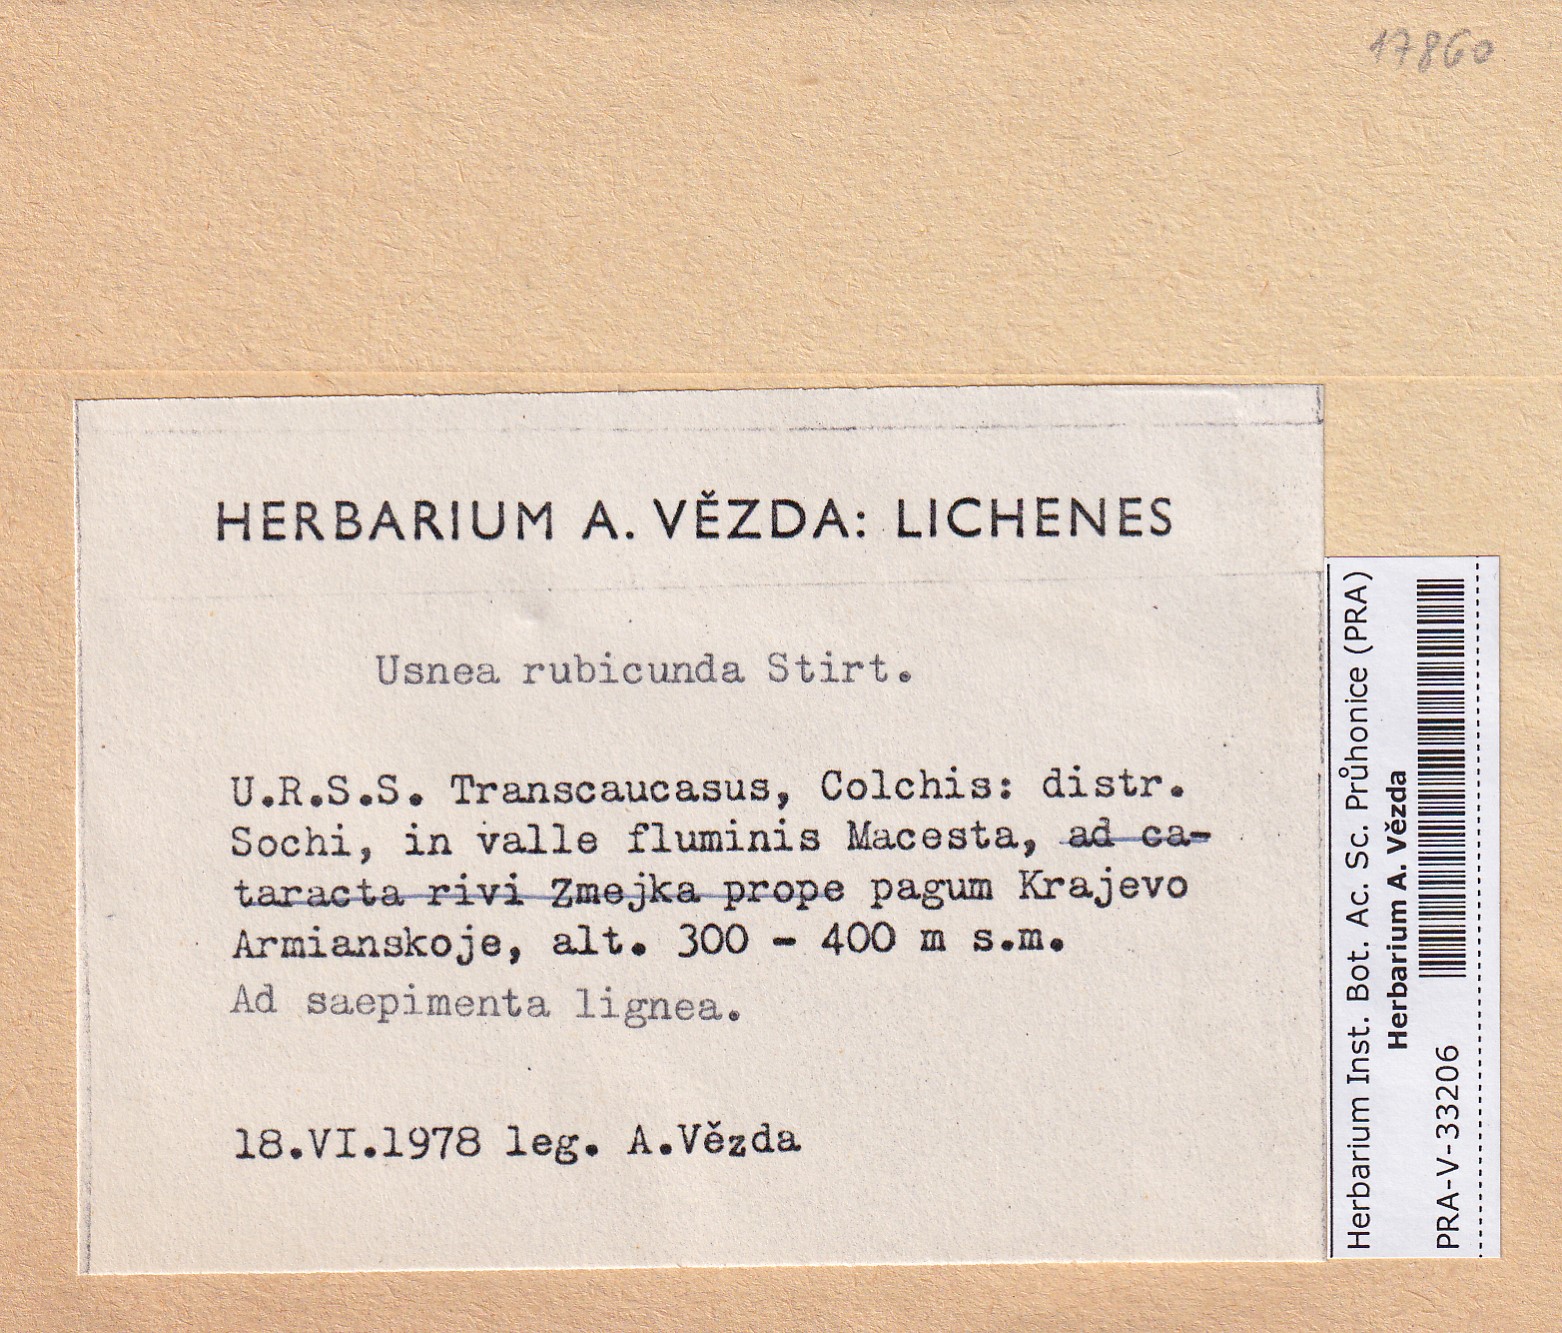 17860
HERBARIUM A. VĚZDA: LICHENES
Usnea rubicunda Stirt.
U.R.S.S. Transcaucasus, Colchis: distr.
Sochi, in valle fluminis Macesta, ad ca-
taracta rivi Zmejka prope pagum Krajevo
Armianskoje, alt. 300 - 400 m s.m.
Ad saepimenta lignea.
18.VI.1978 leg. A.Vězda
Herbarium Inst. Bot. Ac. Sc. Průhonice (PRA)
Herbarium A. Vězda
PRA-V-33206